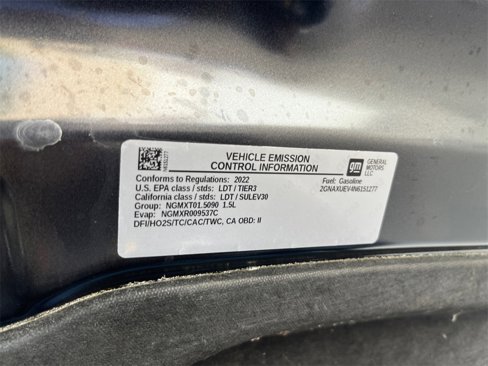 VEHICLE EMISSION
CONTROL INFORMATION
gm GENERAL MOTORS LLC
Conforms to Regulations: 2022
Fuel: Gasoline
U.S. EPA class / stds: LDT / TIER3
2GNAXUEV4N6151277
California class / stds: LDT / SULEV30
Group: NGMXT01.5090 1.5L
Evap: NGMXR009537C
DFI/HO2S/TC/CAC/TWC, CA OBD: II